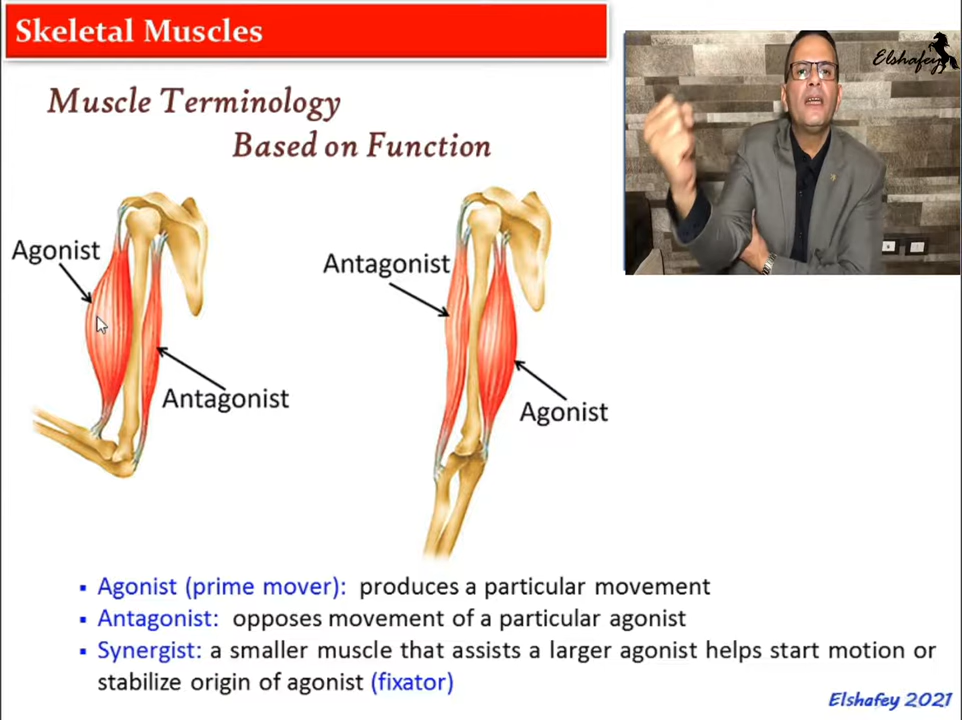 Skeletal Muscles
Elshafey
Muscle Terminology
Based on Function
Agonist
Antagonist
Antagonist
Agonist
▪ Agonist (prime mover): produces a particular movement
▪ Antagonist: opposes movement of a particular agonist
▪ Synergist: a smaller muscle that assists a larger agonist helps start motion or
stabilize origin of agonist (fixator)
Elshafey 2021